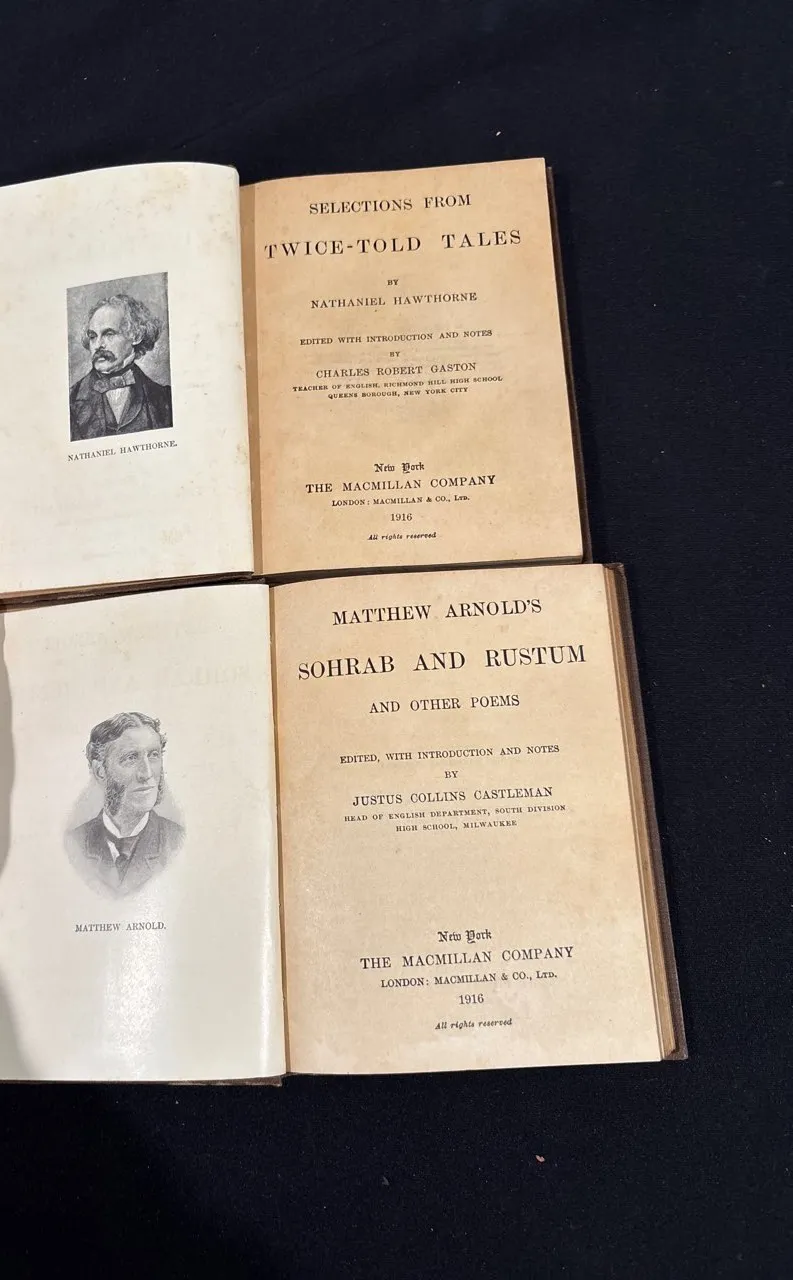 NATHANIEL HAWTHORNE.
SELECTIONS FROM
TWICE-TOLD TALES
BY
NATHANIEL HAWTHORNE
EDITED WITH INTRODUCTION AND NOTES
BY
CHARLES ROBERT GASTON
TEACHER OF ENGLISH, RICHMOND HILL HIGH SCHOOL
QUEENS BOROUGH, NEW YORK CITY
New York
THE MACMILLAN COMPANY
LONDON: MACMILLAN & CO., LTD.
1916
All rights reserved
MATTHEW ARNOLD.
MATTHEW ARNOLD'S
SOHRAB AND RUSTUM
AND OTHER POEMS
EDITED, WITH INTRODUCTION AND NOTES
BY
JUSTUS COLLINS CASTLEMAN
HEAD OF ENGLISH DEPARTMENT, SOUTH DIVISION
HIGH SCHOOL, MILWAUKEE
New York
THE MACMILLAN COMPANY
LONDON: MACMILLAN & CO., LTD.
1916
All rights reserved